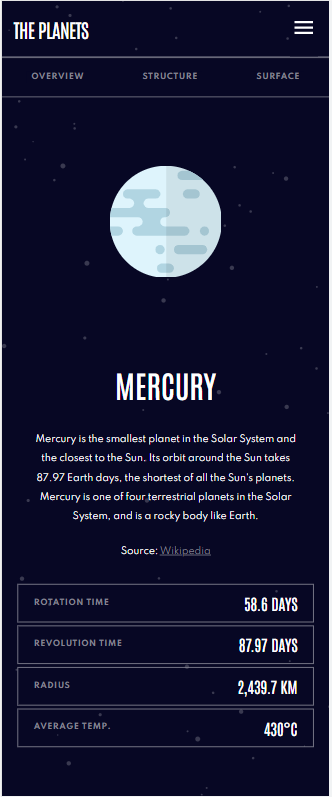 THE PLANETS
OVERVIEW STRUCTURE SURFACE
MERCURY
Mercury is the smallest planet in the Solar System and
the closest to the Sun. Its orbit around the Sun takes
87.97 Earth days, the shortest of all the Sun's planets.
Mercury is one of four terrestrial planets in the Solar
System, and is a rocky body like Earth.
Source: Wikipedia
ROTATION TIME 58.6 DAYS
REVOLUTION TIME 87.97 DAYS
RADIUS 2,439.7 KM
AVERAGE TEMP. 430°C